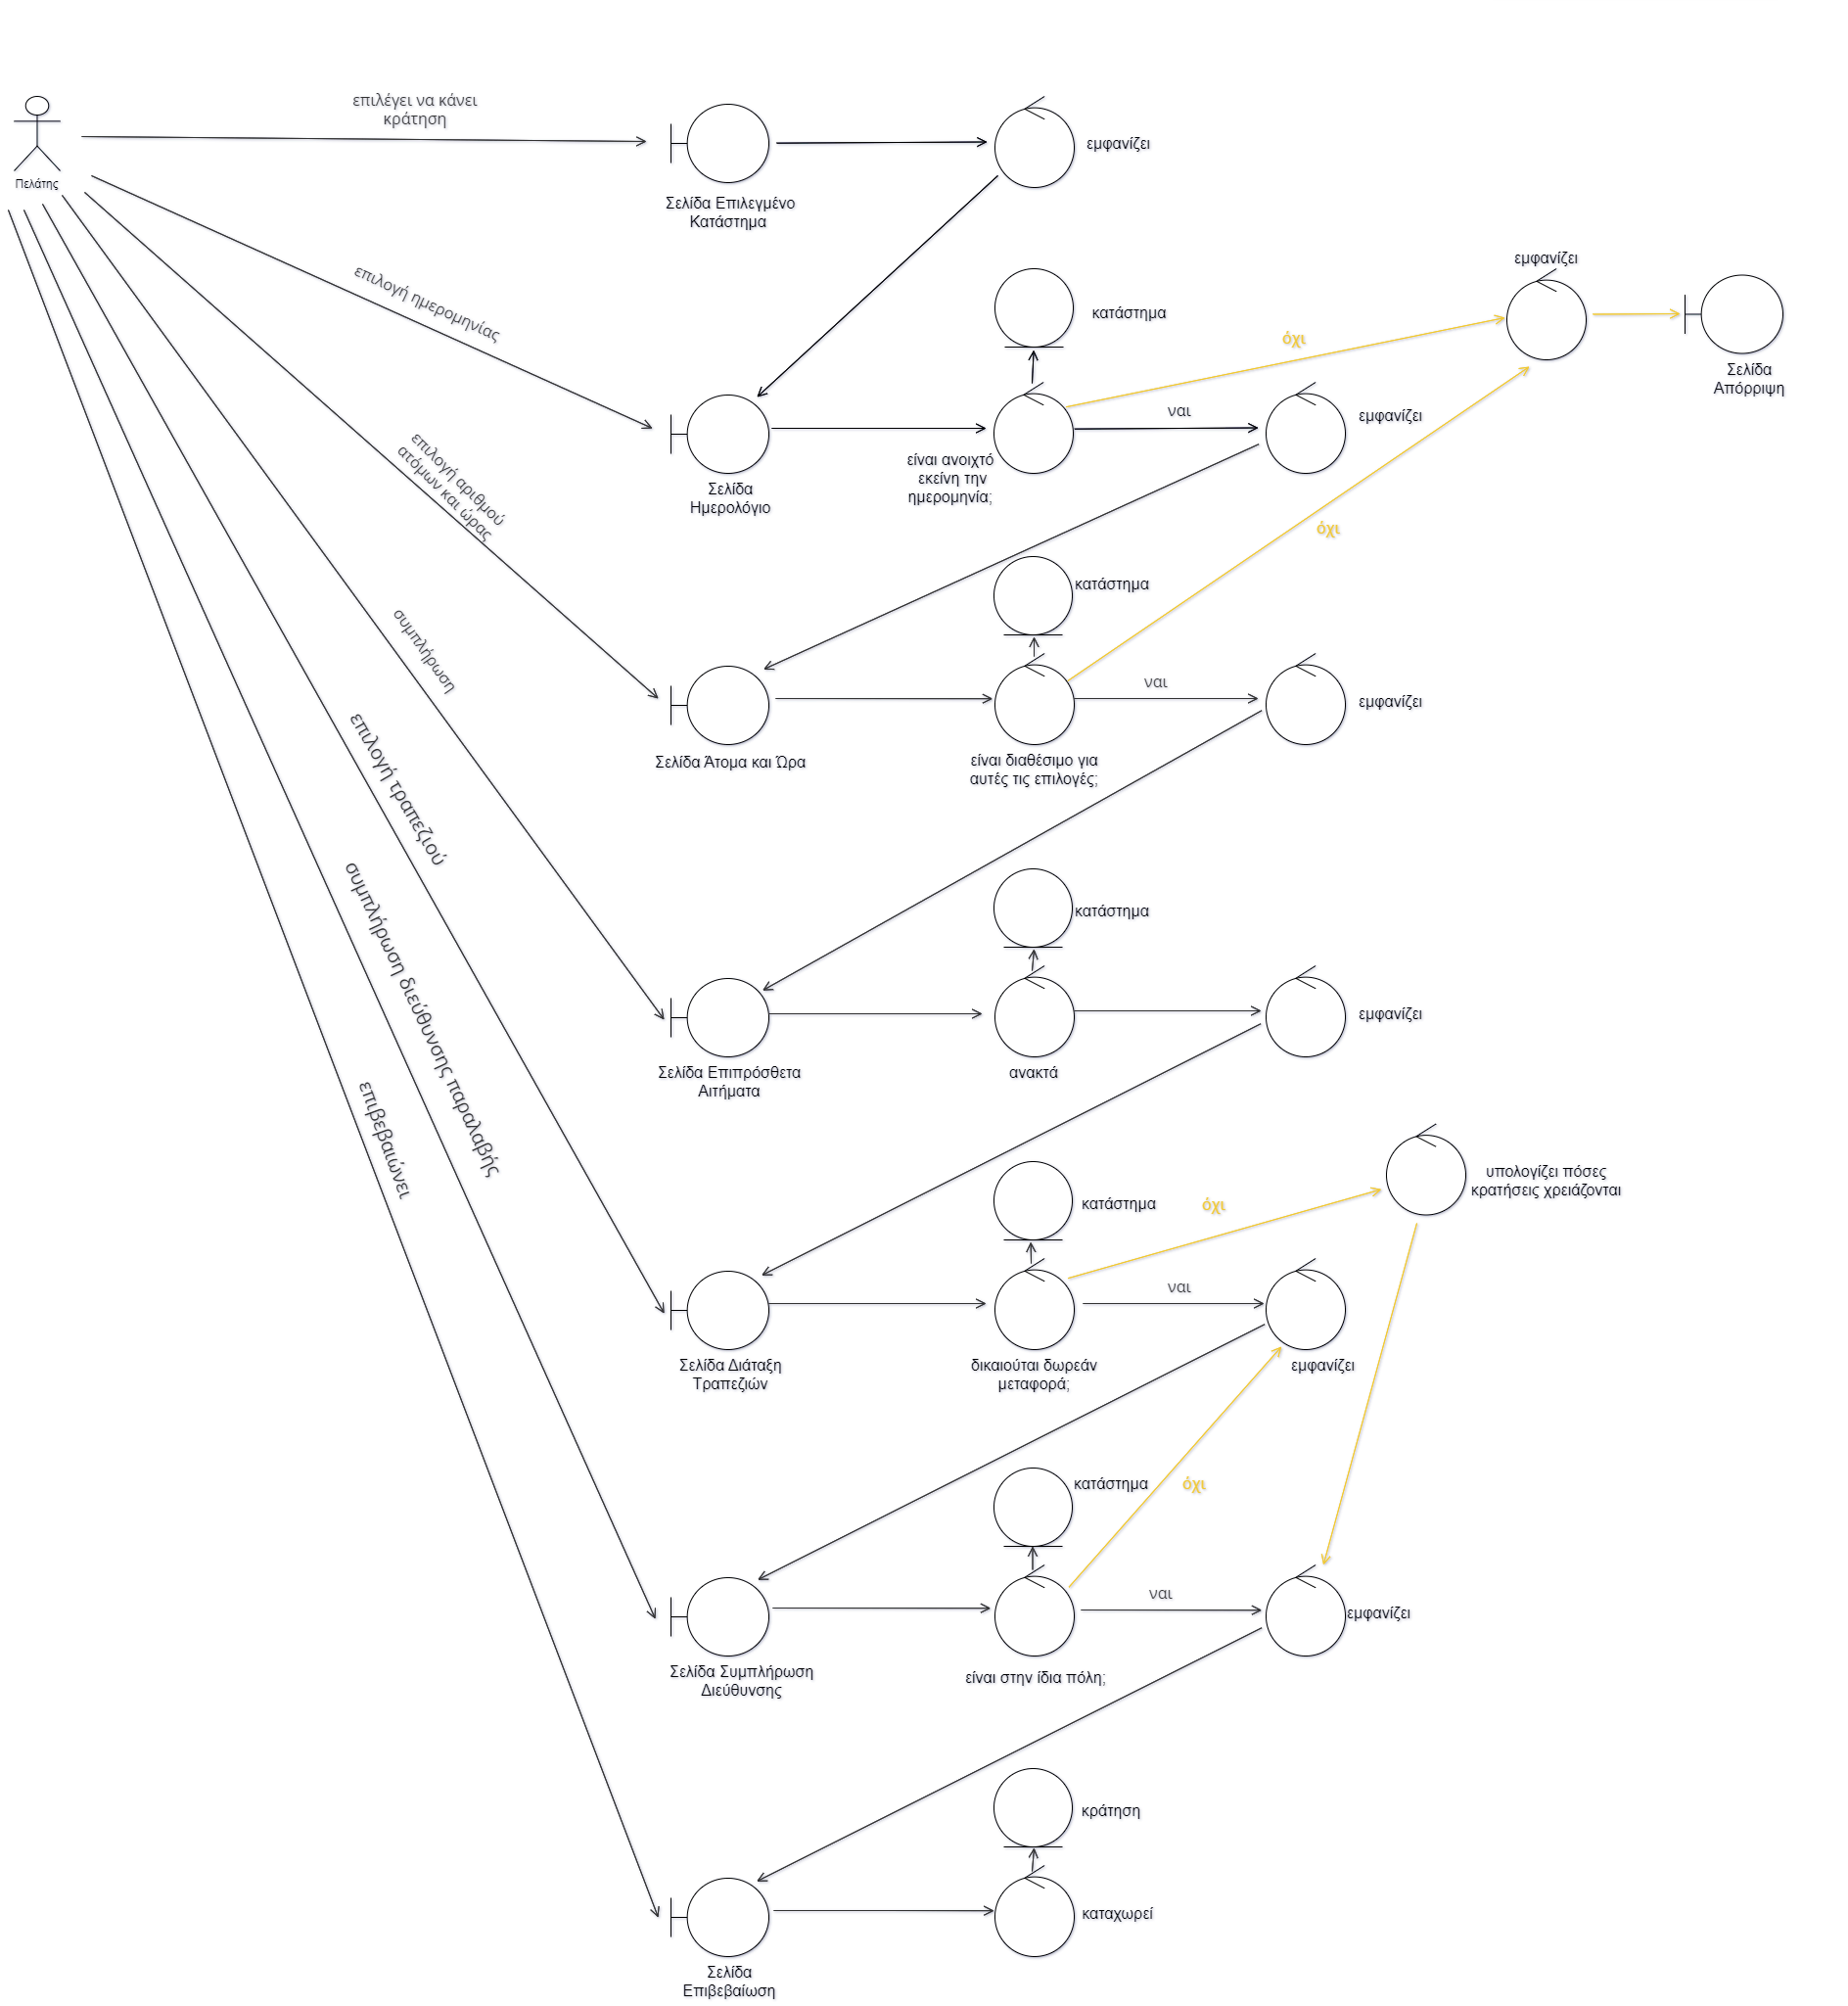 επιλέγει να κάνει
κράτηση
εμφανίζει
Πελάτης
Σελίδα Επιλεγμένο
Κατάστημα
εμφανίζει
επιλογή ημερομηνίας
κατάστημα
όχι
Σελίδα
Απόρριψη
ναι
εμφανίζει
επιλογή αριθμού
ατόμων και ώρας
είναι ανοιχτό
εκείνη την
ημερομηνία;
Σελίδα
Ημερολόγιο
όχι
κατάστημα
συμπλήρωση
ναι
εμφανίζει
Σελίδα Άτομα και Ώρα
είναι διαθέσιμο για
αυτές τις επιλογές;
επιλογή τραπεζιού
κατάστημα
συμπλήρωση διεύθυνσης παραλαβής
εμφανίζει
Σελίδα Επιπρόσθετα
Αιτήματα
ανακτά
επιβεβαιώνει
υπολογίζει πόσες
κρατήσεις χρειάζονται
κατάστημα
όχι
ναι
Σελίδα Διάταξη
Τραπεζιών
δικαιούται δωρεάν
μεταφορά;
εμφανίζει
κατάστημα
όχι
ναι
εμφανίζει
Σελίδα Συμπλήρωση
Διεύθυνσης
είναι στην ίδια πόλη;
κράτηση
καταχωρεί
Σελίδα
Επιβεβαίωση